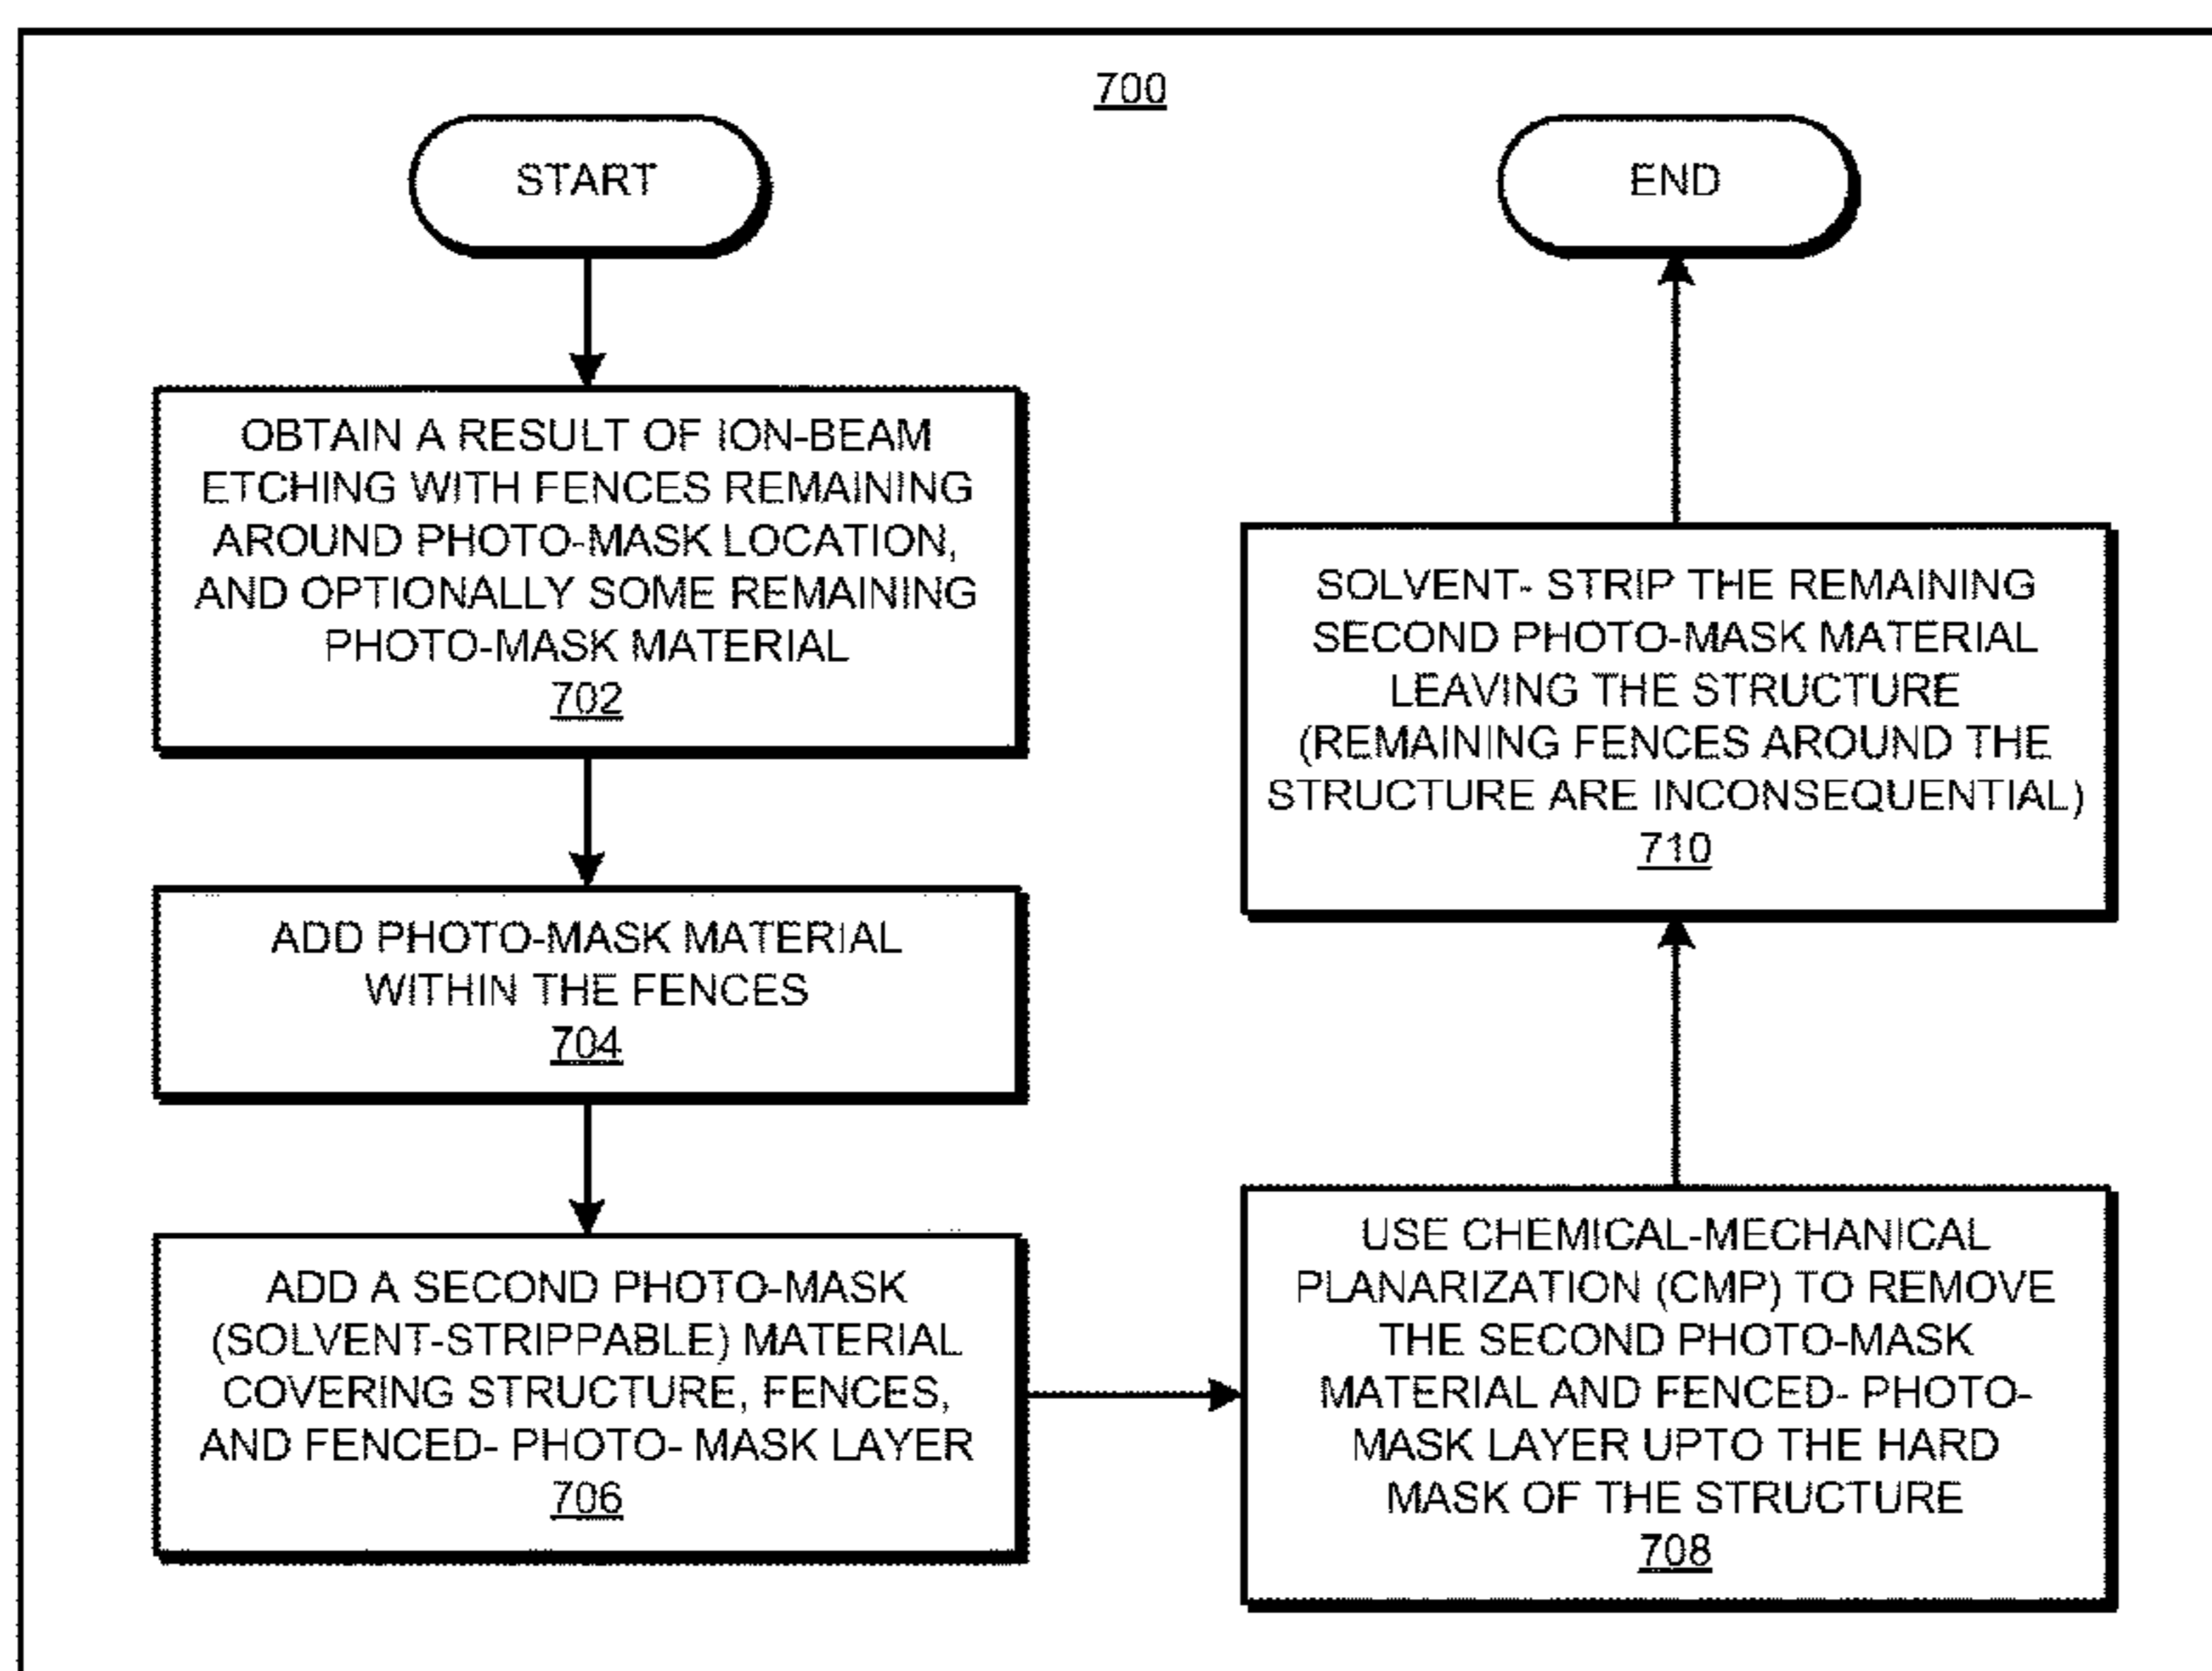 700
START
OBTAIN A RESULT OF ION-BEAM
ETCHING WITH FENCES REMAINING
AROUND PHOTO-MASK LOCATION,
AND OPTIONALLY SOME REMAINING
PHOTO-MASK MATERIAL
702
ADD PHOTO-MASK MATERIAL
WITHIN THE FENCES
704
ADD A SECOND PHOTO-MASK
(SOLVENT-STRIPPABLE) MATERIAL
COVERING STRUCTURE, FENCES,
AND FENCED- PHOTO- MASK LAYER
706
USE CHEMICAL-MECHANICAL
PLANARIZATION (CMP) TO REMOVE
THE SECOND PHOTO-MASK
MATERIAL AND FENCED- PHOTO-
MASK LAYER UPTO THE HARD
MASK OF THE STRUCTURE
708
SOLVENT- STRIP THE REMAINING
SECOND PHOTO-MASK MATERIAL
LEAVING THE STRUCTURE
(REMAINING FENCES AROUND THE
STRUCTURE ARE INCONSEQUENTIAL)
710
END